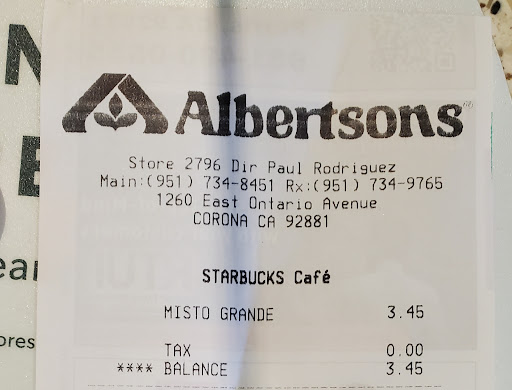 Albertsons
Store 2796 Dir Paul Rodriguez
Main:(951) 734-8451 Rx:(951) 734-9765
1260 East Ontario Avenue
CORONA CA 92881
STARBUCKS Café
MISTO GRANDE 3.45
TAX 0.00
**** BALANCE 3.45